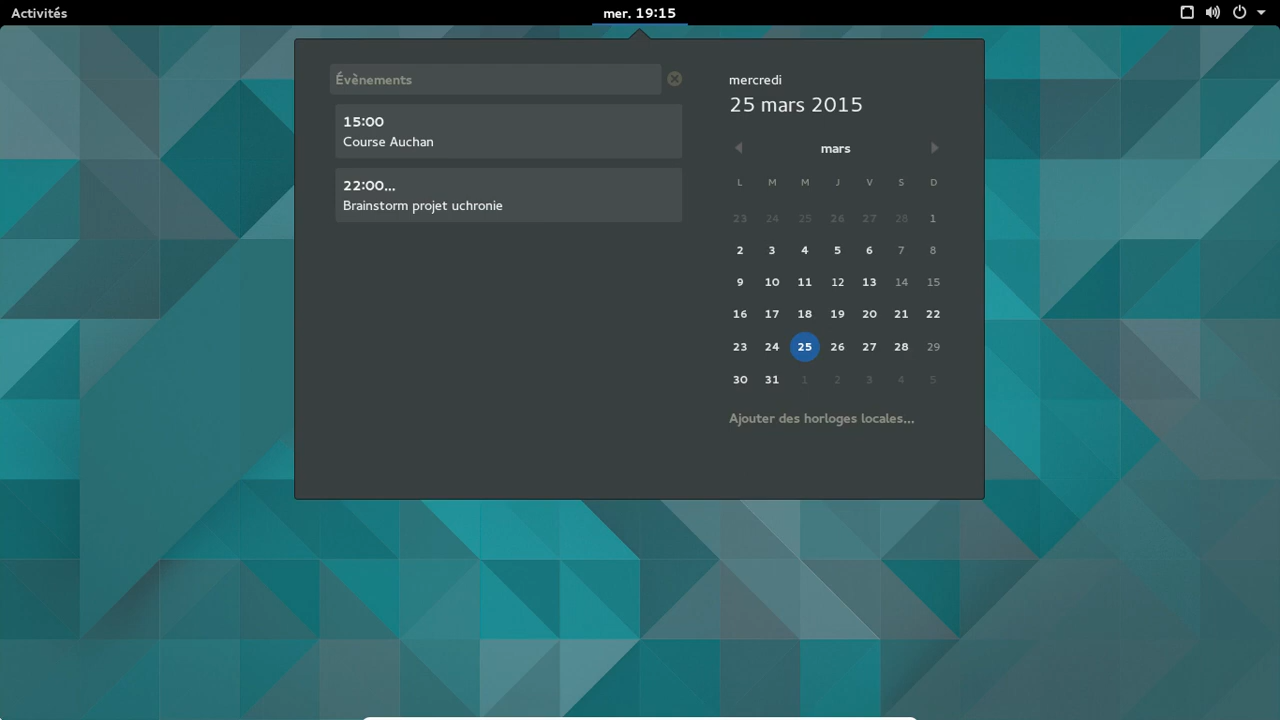 Activités
mer. 19:15
Évènements
15:00
Course Auchan
22:00...
Brainstorm projet uchronie
mercredi
25 mars 2015
mars
L M M J V S D
23 24 25 26 27 28 1
2 3 4 5 6 7 8
9 10 11 12 13 14 15
16 17 18 19 20 21 22
23 24 25 26 27 28 29
30 31 1 2 3 4 5
Ajouter des horloges locales...